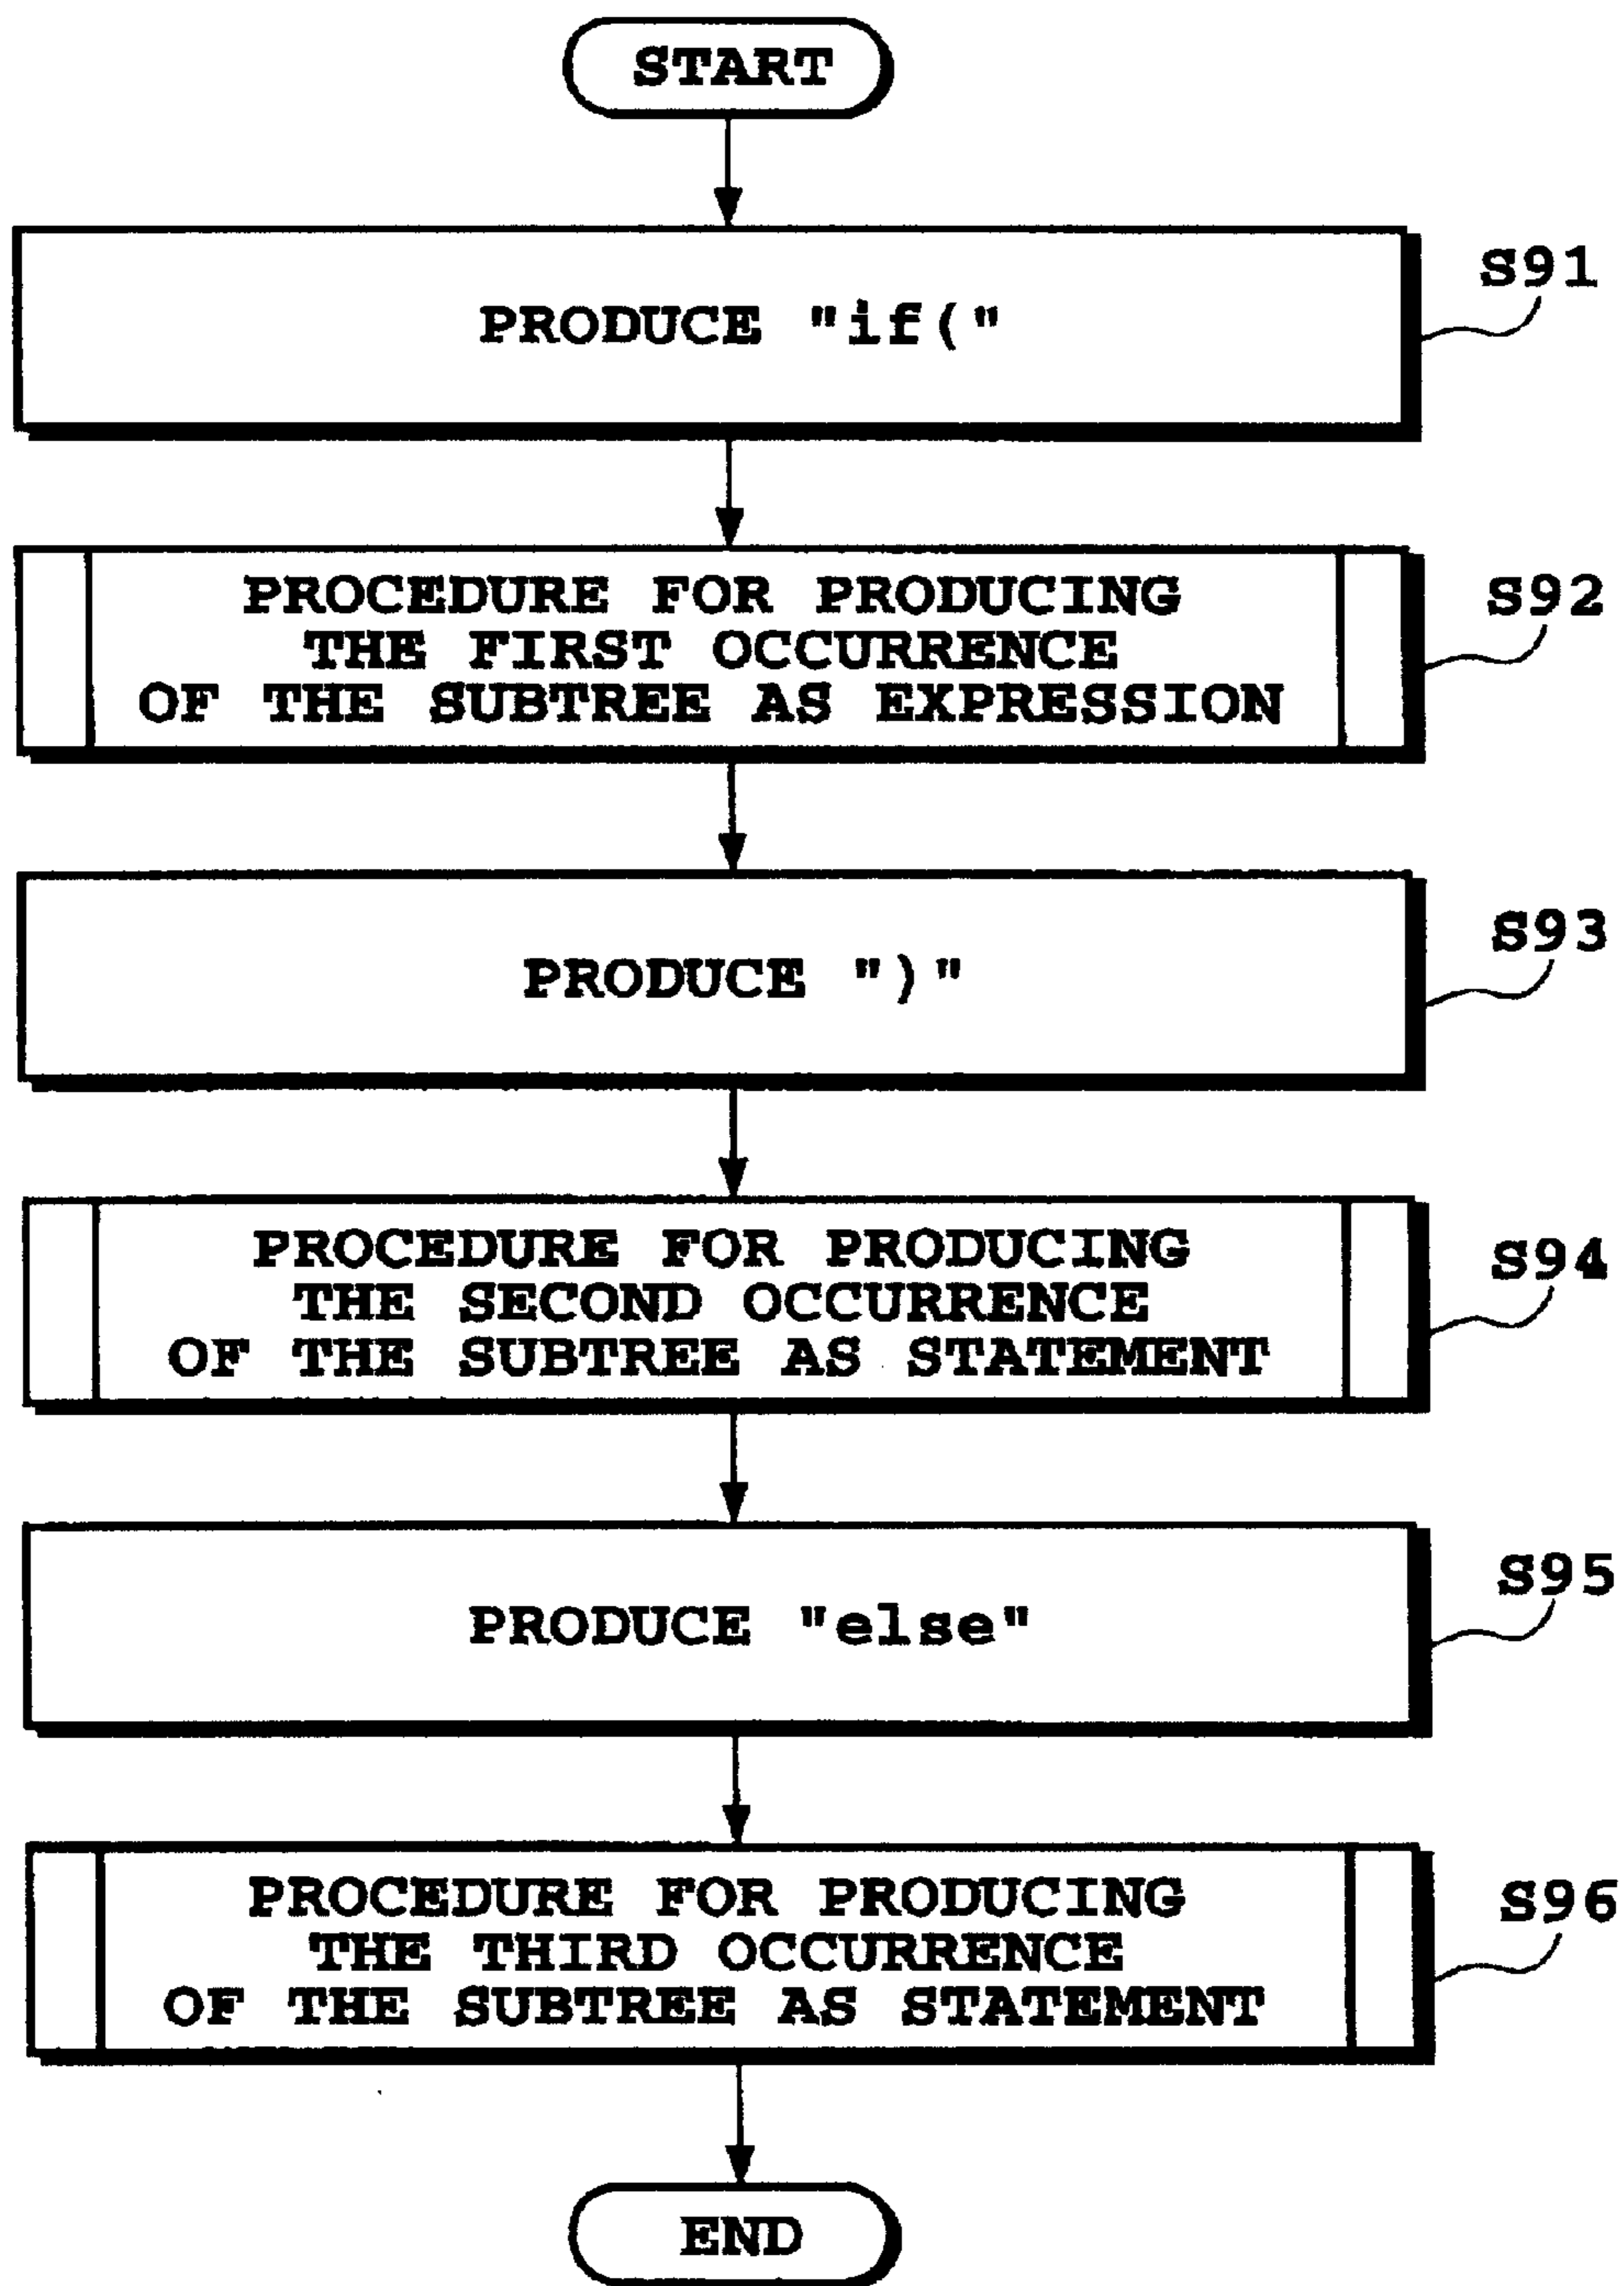 START
PRODUCE "if("
S91
PROCEDURE FOR PRODUCING
THE FIRST OCCURRENCE
OF THE SUBTREE AS EXPRESSION
S92
PRODUCE ")"
S93
PROCEDURE FOR PRODUCING
THE SECOND OCCURRENCE
OF THE SUBTREE AS STATEMENT
S94
PRODUCE "else"
S95
PROCEDURE FOR PRODUCING
THE THIRD OCCURRENCE
OF THE SUBTREE AS STATEMENT
S96
END